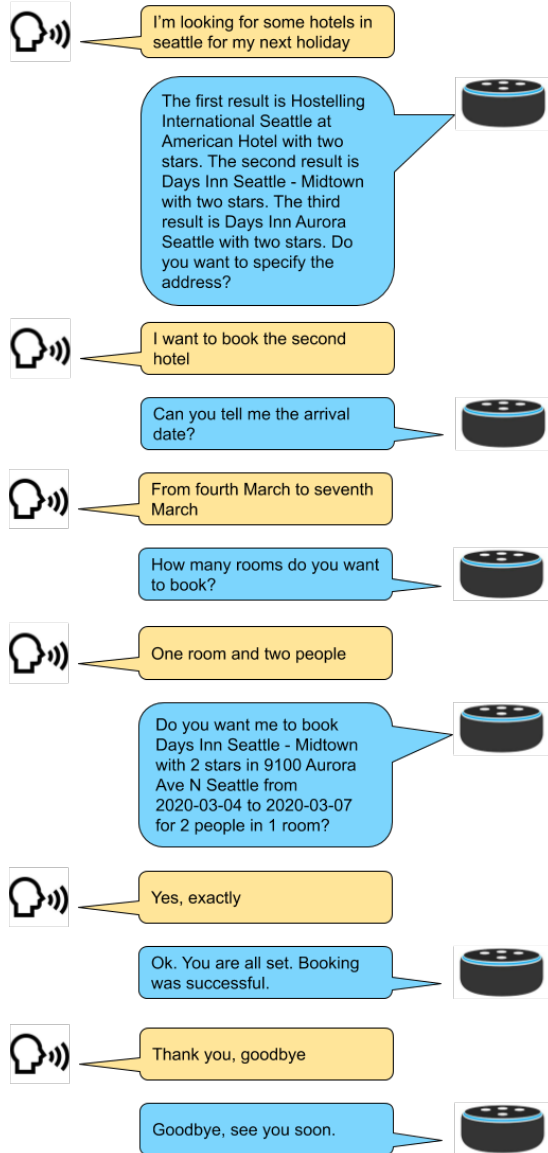 I'm looking for some hotels in
seattle for my next holiday
The first result is Hostelling
International Seattle at
American Hotel with two
stars. The second result is
Days Inn Seattle - Midtown
with two stars. The third
result is Days Inn Aurora
Seattle with two stars. Do
you want to specify the
address?
I want to book the second
hotel
Can you tell me the arrival
date?
From fourth March to seventh
March
How many rooms do you want
to book?
One room and two people
Do you want me to book
Days Inn Seattle - Midtown
with 2 stars in 9100 Aurora
Ave N Seattle from
2020-03-04 to 2020-03-07
for 2 people in 1 room?
Yes, exactly
Ok. You are all set. Booking
was successful.
Thank you, goodbye
Goodbye, see you soon.